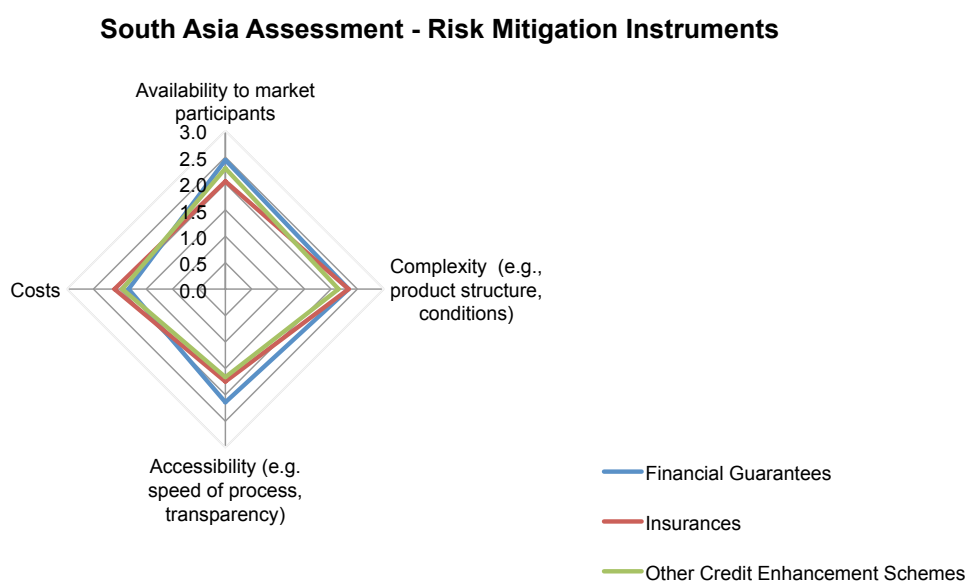 South Asia Assessment - Risk Mitigation Instruments
Availability to market
participants
3.0
2.5
2.0
1.5
1.0
0.5
0.0
Costs
Complexity (e.g.,
product structure,
conditions)
Accessibility (e.g.
speed of process,
transparency)
Financial Guarantees
Insurances
Other Credit Enhancement Schemes